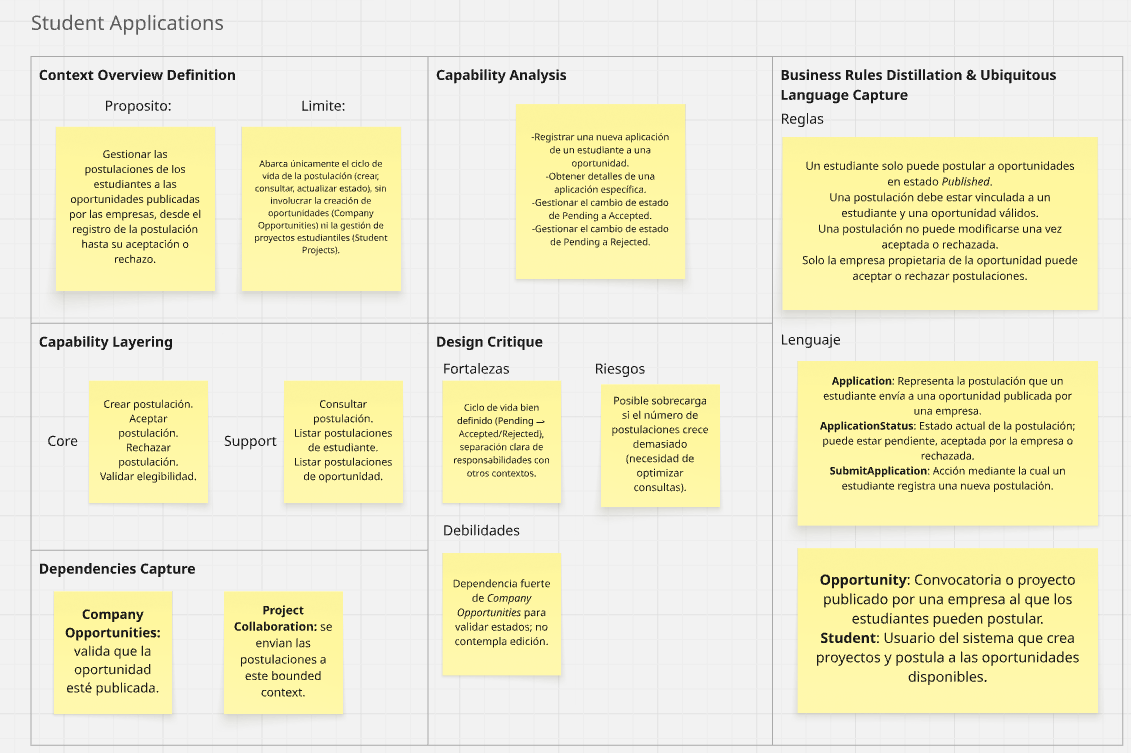 Student Applications
Context Overview Definition
Proposito:
Limite:
Gestionar las
postulaciones de los
estudiantes a las
oportunidades publicadas
por las empresas, desde el
registro de la postulación
hasta su aceptación o
rechazo.
Abarca únicamente el ciclo de
vida de la postulación (crear,
consultar, actualizar estado), sin
involucrar la creación de
oportunidades (Company
Opportunities) ni la gestión de
proyectos estudiantiles (Student
Projects).
Capability Analysis
-Registrar una nueva aplicación
de un estudiante a una
oportunidad.
-Obtener detalles de una
aplicación específica.
-Gestionar el cambio de estado
de Pending a Accepted.
-Gestionar el cambio de estado
de Pending a Rejected.
Business Rules Distillation & Ubiquitous
Language Capture
Reglas
Un estudiante solo puede postular a oportunidades
en estado Published.
Una postulación debe estar vinculada a un
estudiante y una oportunidad válidos.
Una postulación no puede modificarse una vez
aceptada o rechazada.
Solo la empresa propietaria de la oportunidad puede
aceptar o rechazar postulaciones.
Lenguaje
Application: Representa la postulación que un
estudiante envía a una oportunidad publicada por
una empresa.
ApplicationStatus: Estado actual de la postulación;
puede estar pendiente, aceptada por la empresa o
rechazada.
SubmitApplication: Acción mediante la cual un
estudiante registra una nueva postulación.
Opportunity: Convocatoria o proyecto
publicado por una empresa al que los
estudiantes pueden postular.
Student: Usuario del sistema que crea
proyectos y postula a las oportunidades
disponibles.
Capability Layering
Core
Crear postulación.
Aceptar
postulación.
Rechazar
postulación.
Validar elegibilidad.
Support
Consultar
postulación.
Listar postulaciones
de estudiante.
Listar postulaciones
de oportunidad.
Design Critique
Fortalezas
Ciclo de vida bien
definido (Pending →
Accepted/Rejected),
separación clara de
responsabilidades con
otros contextos.
Riesgos
Posible sobrecarga
si el número de
postulaciones crece
demasiado
(necesidad de
optimizar
consultas).
Debilidades
Dependencia fuerte
de Company
Opportunities para
validar estados; no
contempla edición.
Dependencies Capture
Company
Opportunities:
valida que la
oportunidad
esté publicada.
Project
Collaboration: se
envian las
postulaciones a
este bounded
context.